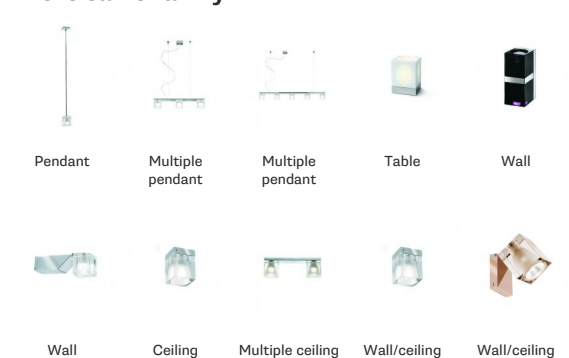 Pendant
Multiple
pendant
Multiple
pendant
Table
Wall
Wall
Ceiling
Multiple ceiling
Wall/ceiling
Wall/ceiling